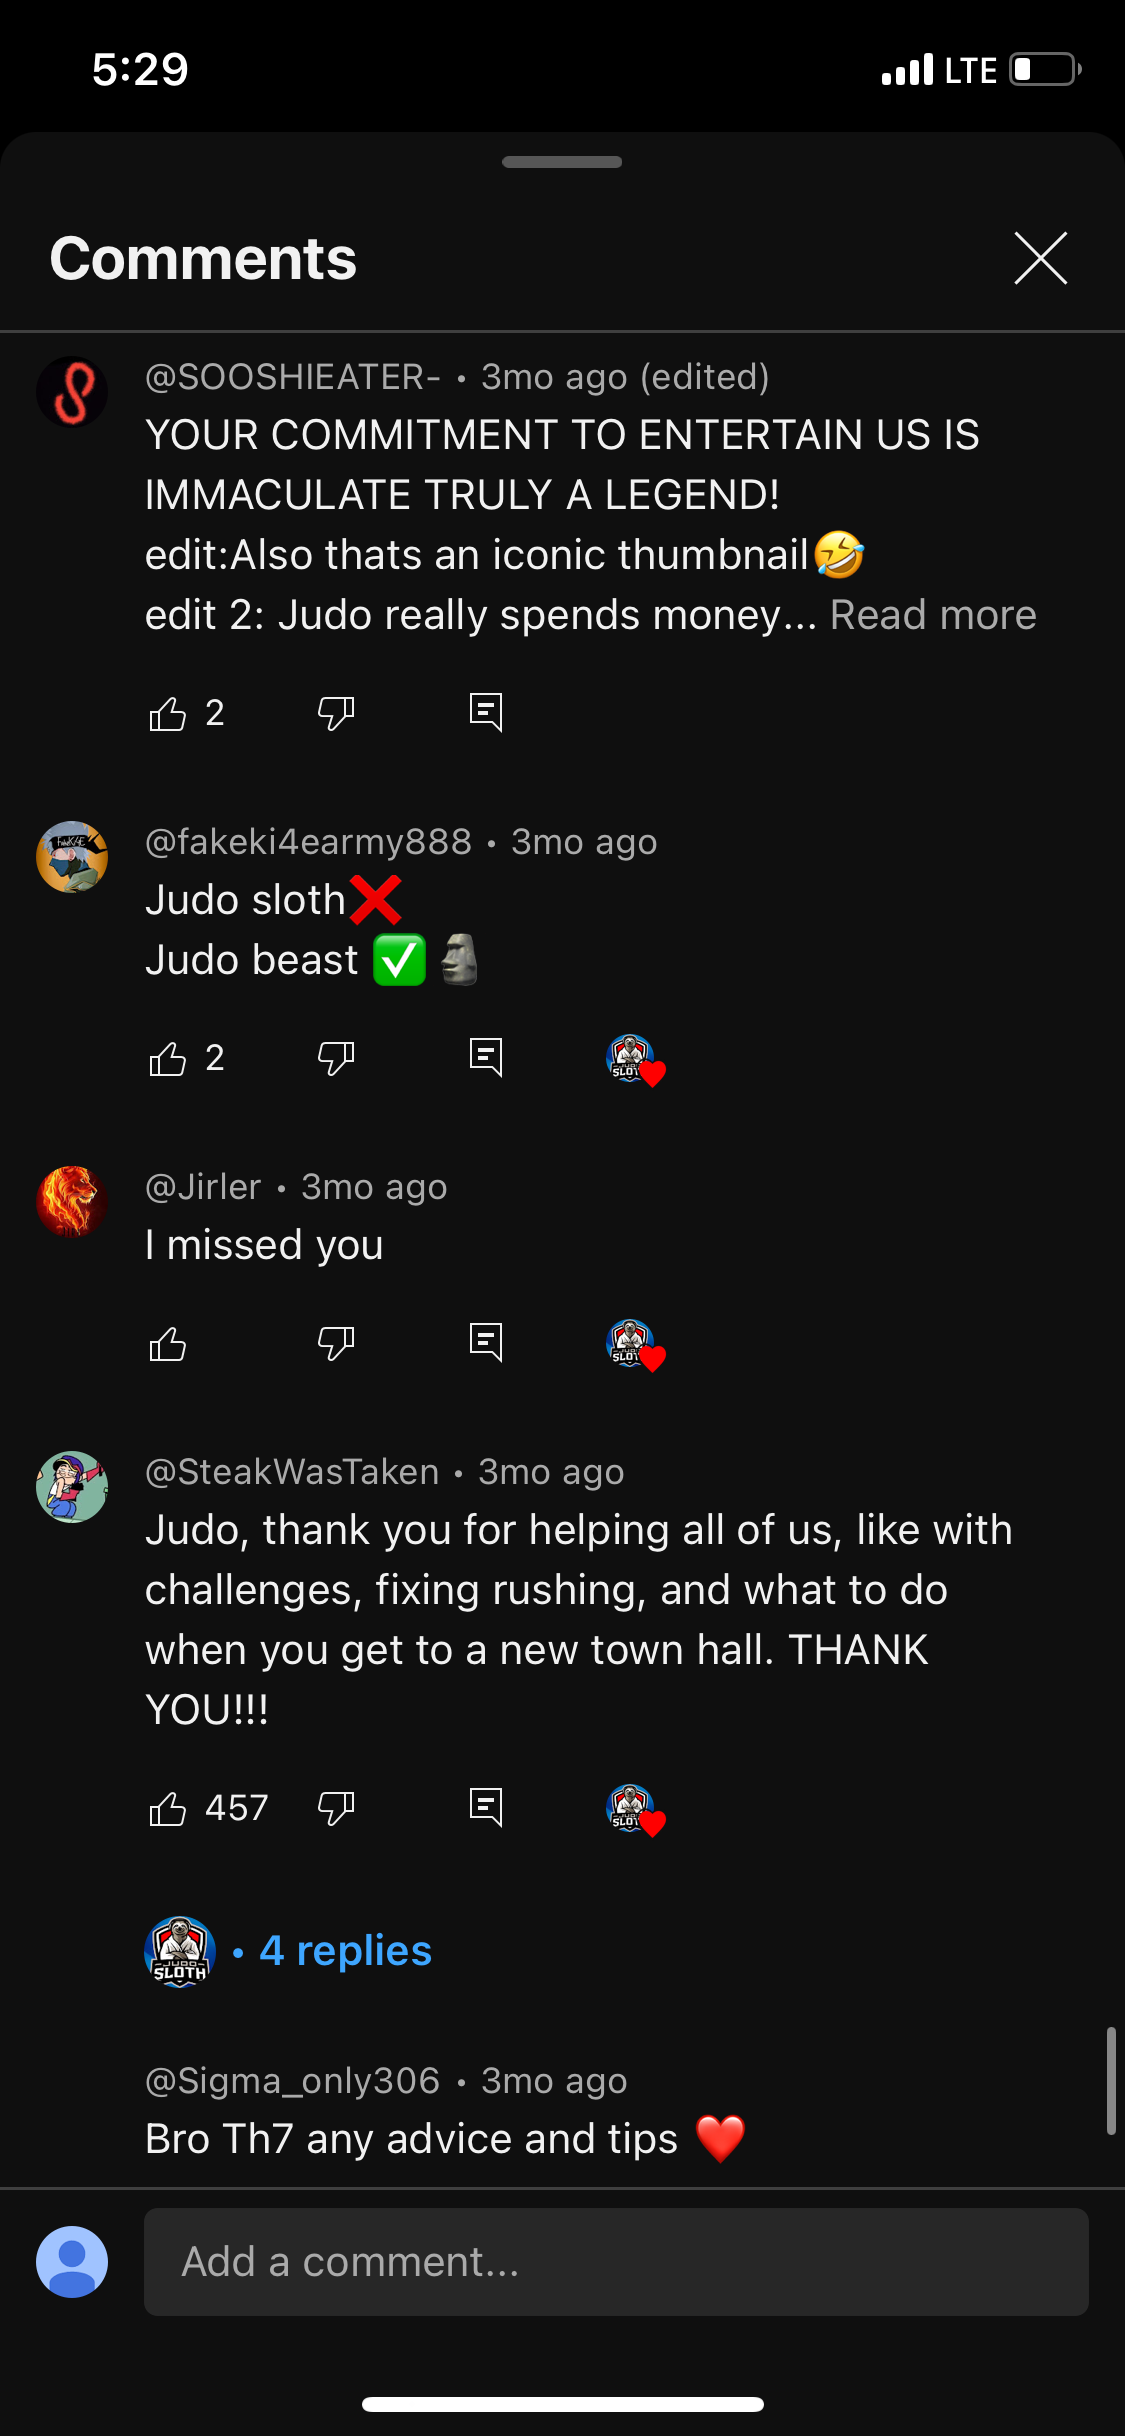 5:29
LTE
Comments
@SOOSHIEATER- • 3mo ago (edited)
YOUR COMMITMENT TO ENTERTAIN US IS
IMMACULATE TRULY A LEGEND!
edit:Also thats an iconic thumbnail🤣
edit 2: Judo really spends money... Read more
2
@fakeki4earmy888 • 3mo ago
Judo sloth❌
Judo beast ✅ 🗿
2
@Jirler • 3mo ago
I missed you
@SteakWasTaken • 3mo ago
Judo, thank you for helping all of us, like with
challenges, fixing rushing, and what to do
when you get to a new town hall. THANK
YOU!!!
457
JUDO
SLOTH
• 4 replies
@Sigma_only306 • 3mo ago
Bro Th7 any advice and tips ❤️
Add a comment...